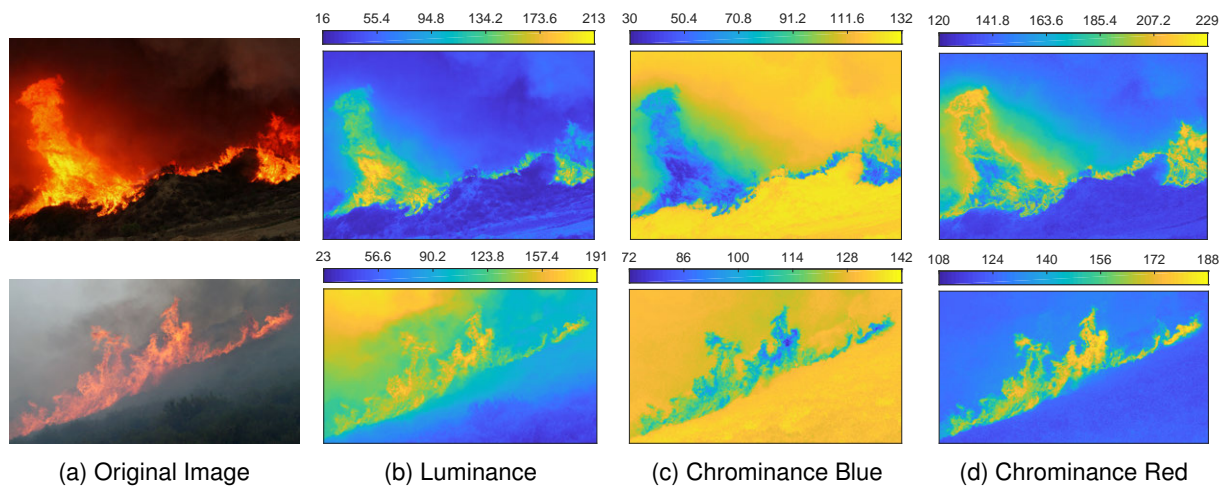 16 55.4 94.8 134.2 173.6 213
30 50.4 70.8 91.2 111.6 132
120 141.8 163.6 185.4 207.2 229
23 56.6 90.2 123.8 157.4 191
72 86 100 114 128 142
108 124 140 156 172 188
(a) Original Image
(b) Luminance
(c) Chrominance Blue
(d) Chrominance Red